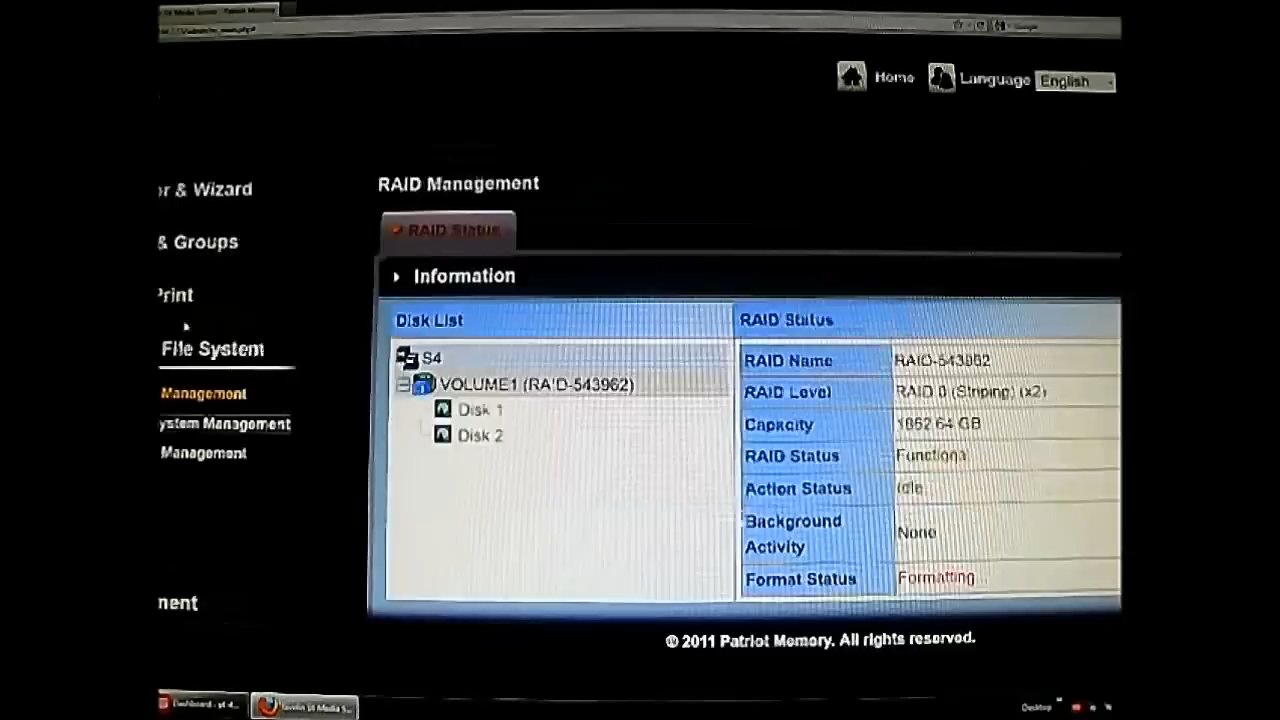 Home
Language
English
or & Wizard
RAID Management
RAID Status
& Groups
Information
Print
Disk List
RAID Status
File System
S4
RAID Name
RAID-543962
VOLUME1 (RAID-543962)
RAID Level
RAID 0 (Striping) (x2)
Management
Disk 1
Capacity
1862.64 GB
ystem Management
Disk 2
RAID Status
Functional
Management
Action Status
Idle
Background
Activity
None
Format Status
Formatting
nent
© 2011 Patriot Memory. All rights reserved.
Desktop